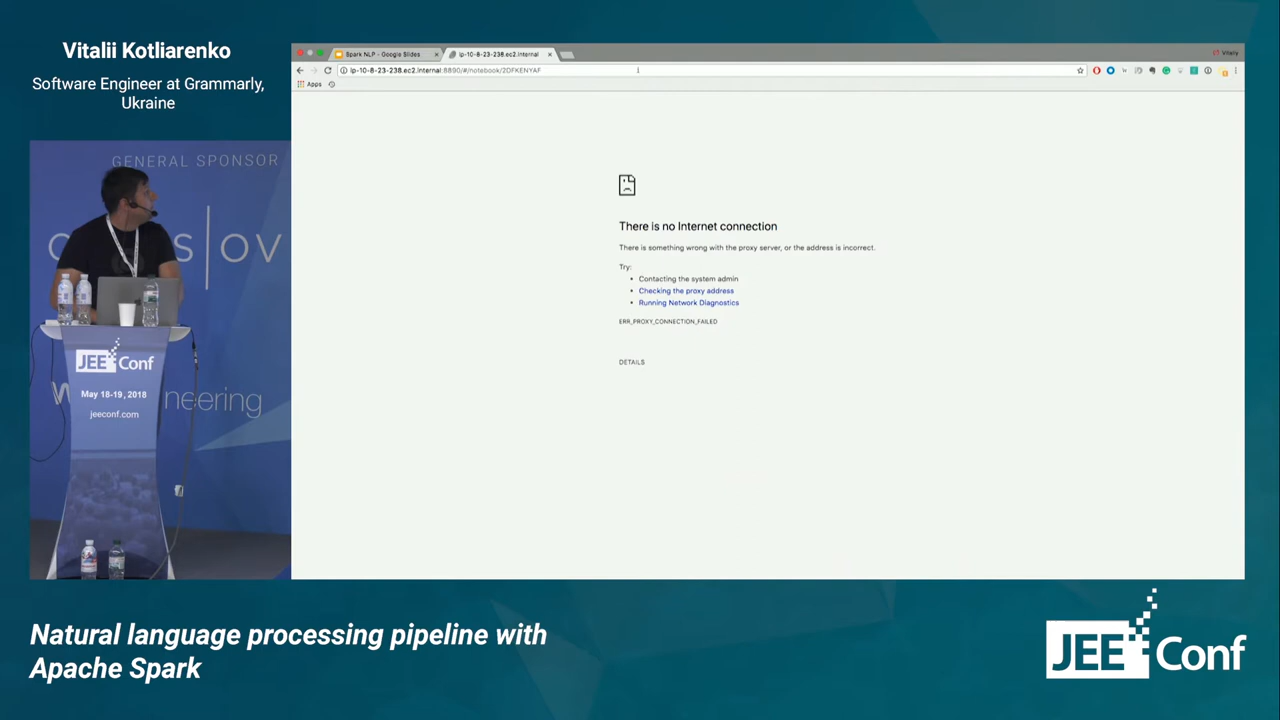 Vitalii Kotliarenko
Software Engineer at Grammarly,
Ukraine
Spark NLP - Google Slides
ip-10-8-23-238.ec2.internal
Vitaliy
ip-10-8-23-238.ec2.internal:8890/#/notebook/2DFKENYAF
Apps
There is no Internet connection
There is something wrong with the proxy server, or the address is incorrect.
Try:
Contacting the system admin
Checking the proxy address
Running Network Diagnostics
ERR_PROXY_CONNECTION_FAILED
DETAILS
GENERAL SPONSOR
JEE Conf
May 18-19, 2018
jeeconf.com
neering
Natural language processing pipeline with
Apache Spark
JEE Conf